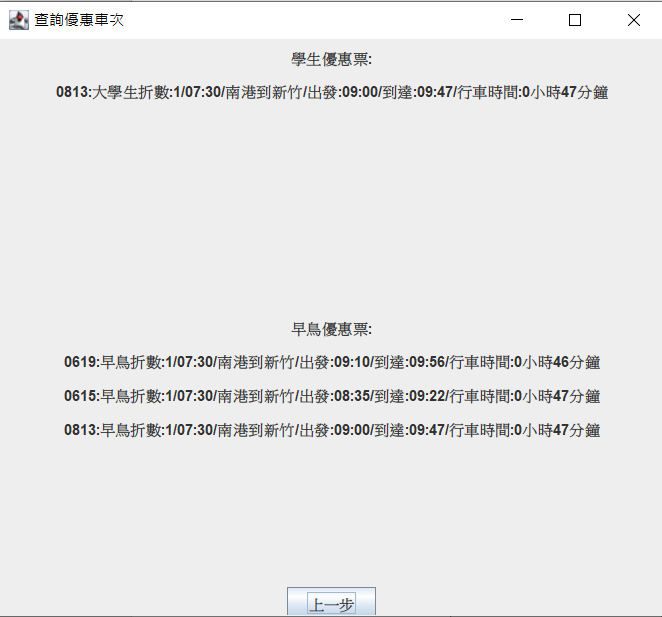 查詢優惠車次
學生優惠票:
0813:大學生折數:1/07:30/南港到新竹/出發:09:00/到達:09:47/行車時間:0小時47分鐘
早鳥優惠票:
0619:早鳥折數:1/07:30/南港到新竹/出發:09:10/到達:09:56/行車時間:0小時46分鐘
0615:早鳥折數:1/07:30/南港到新竹/出發:08:35/到達:09:22/行車時間:0小時47分鐘
0813:早鳥折數:1/07:30/南港到新竹/出發:09:00/到達:09:47/行車時間:0小時47分鐘
上一步